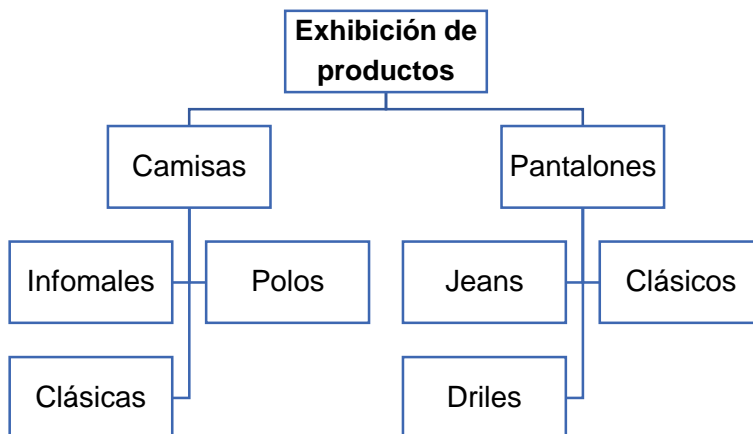 Exhibición de
productos
Camisas
Pantalones
Infomales
Polos
Jeans
Clásicos
Clásicas
Driles